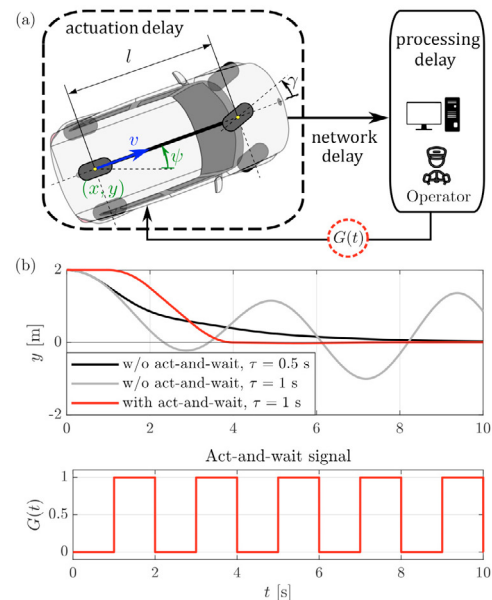 (a)
actuation delay
l
γ
v
ψ
(x, y)
network
delay
processing
delay
Operator
G(t)
(b)
y [m]
2
0
-2
w/o act-and-wait, τ = 0.5 s
w/o act-and-wait, τ = 1 s
with act-and-wait, τ = 1 s
0 2 4 6 8 10
Act-and-wait signal
G(t)
1
0.5
0
0 2 4 6 8 10
t [s]